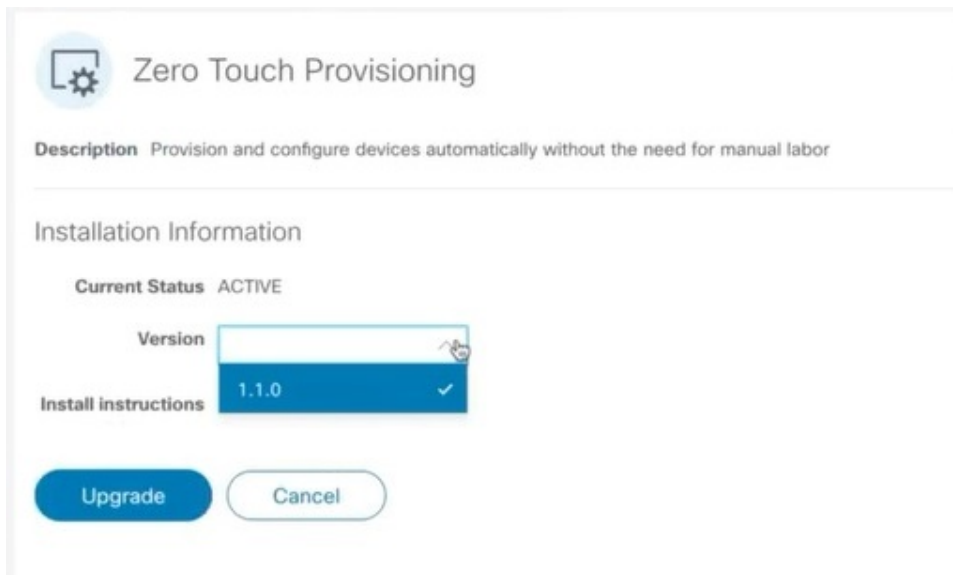 Zero Touch Provisioning
Description Provision and configure devices automatically without the need for manual labor
Installation Information
Current Status ACTIVE
Version
1.1.0
Install instructions
Upgrade
Cancel